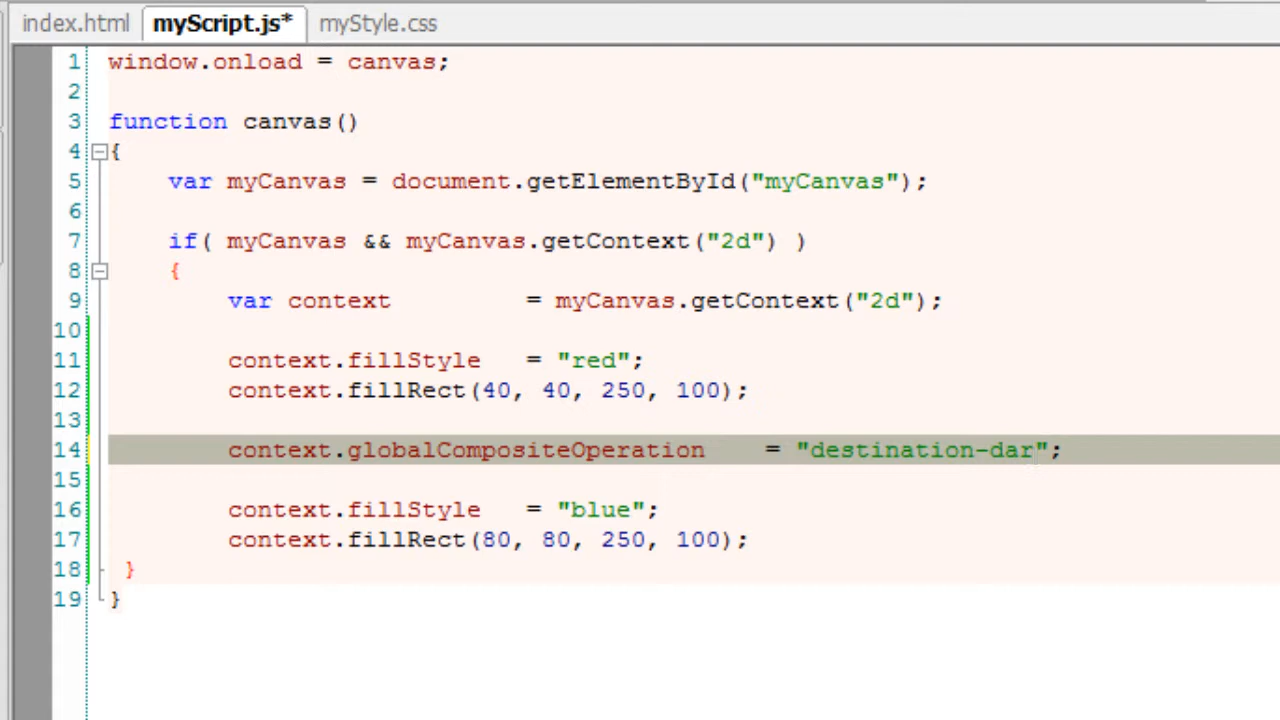 index.html myScript.js* myStyle.css
1 window.onload = canvas;
2
3 function canvas()
4 {
5 var myCanvas = document.getElementById("myCanvas");
6
7 if( myCanvas && myCanvas.getContext("2d") )
8 {
9 var context = myCanvas.getContext("2d");
10
11 context.fillStyle = "red";
12 context.fillRect(40, 40, 250, 100);
13
14 context.globalCompositeOperation = "destination-dar";
15
16 context.fillStyle = "blue";
17 context.fillRect(80, 80, 250, 100);
18 }
19 }